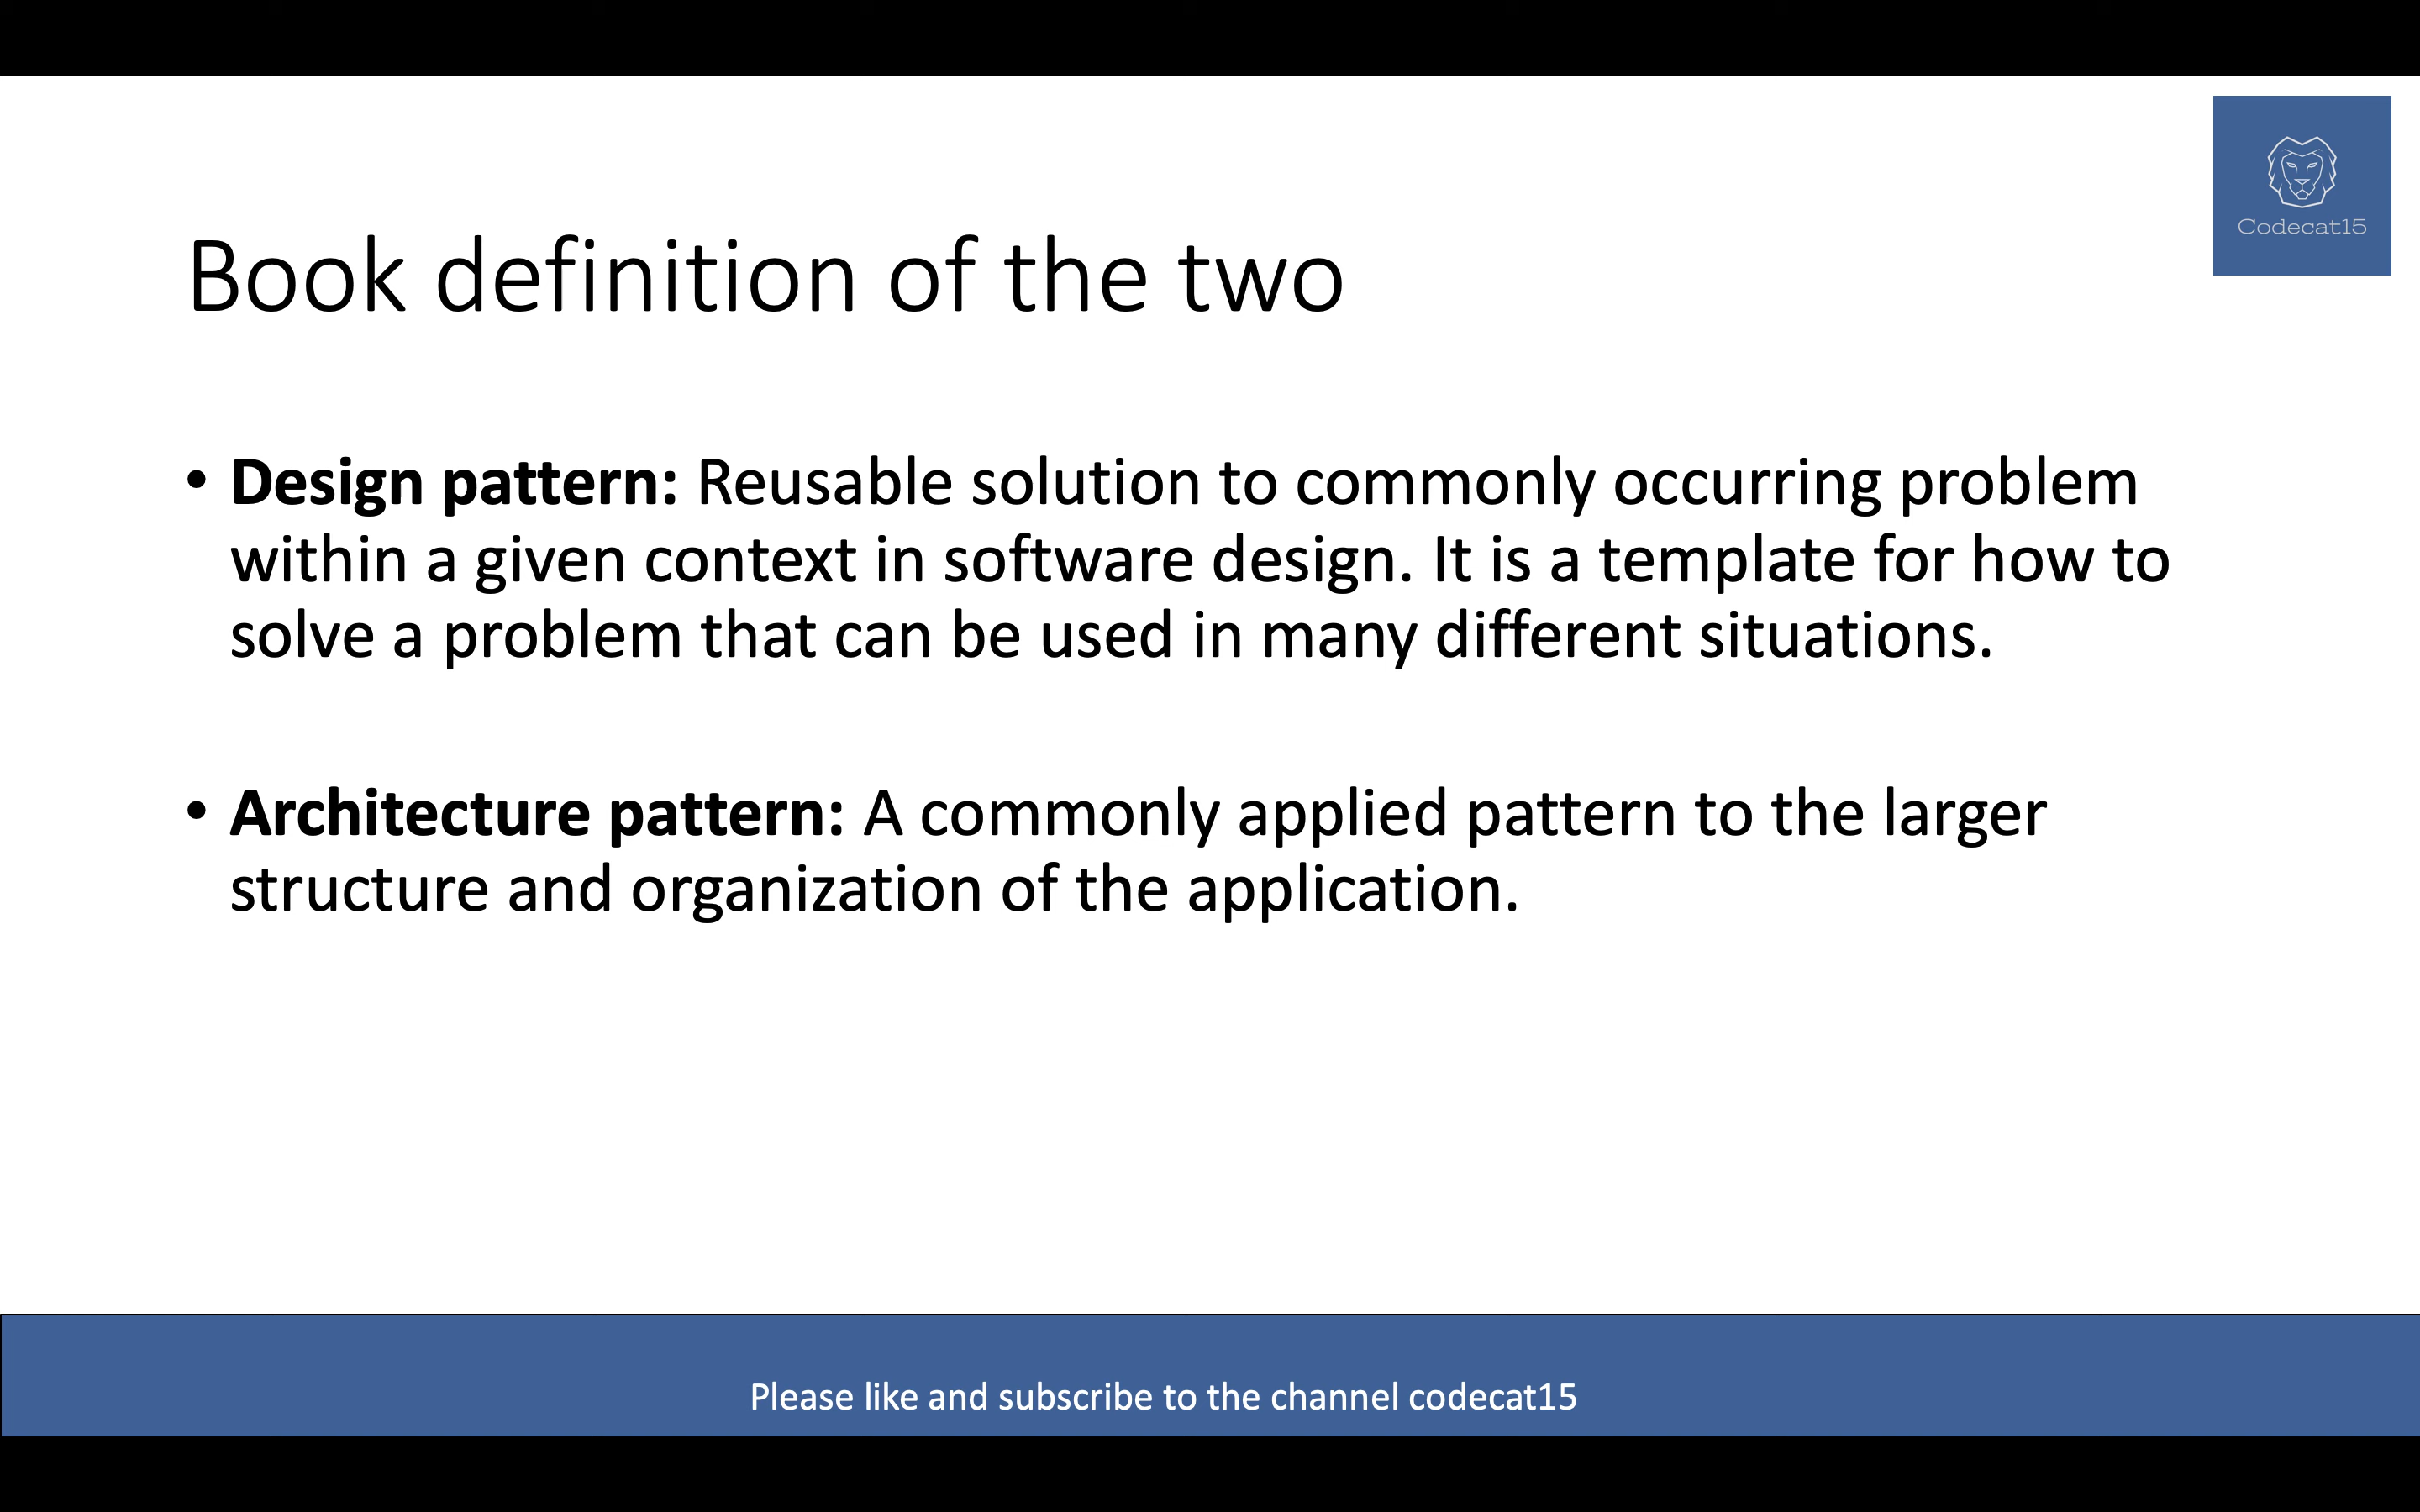 Codecat15
Book definition of the two
• Design pattern: Reusable solution to commonly occurring problem
within a given context in software design. It is a template for how to
solve a problem that can be used in many different situations.
• Architecture pattern: A commonly applied pattern to the larger
structure and organization of the application.
Please like and subscribe to the channel codecat15